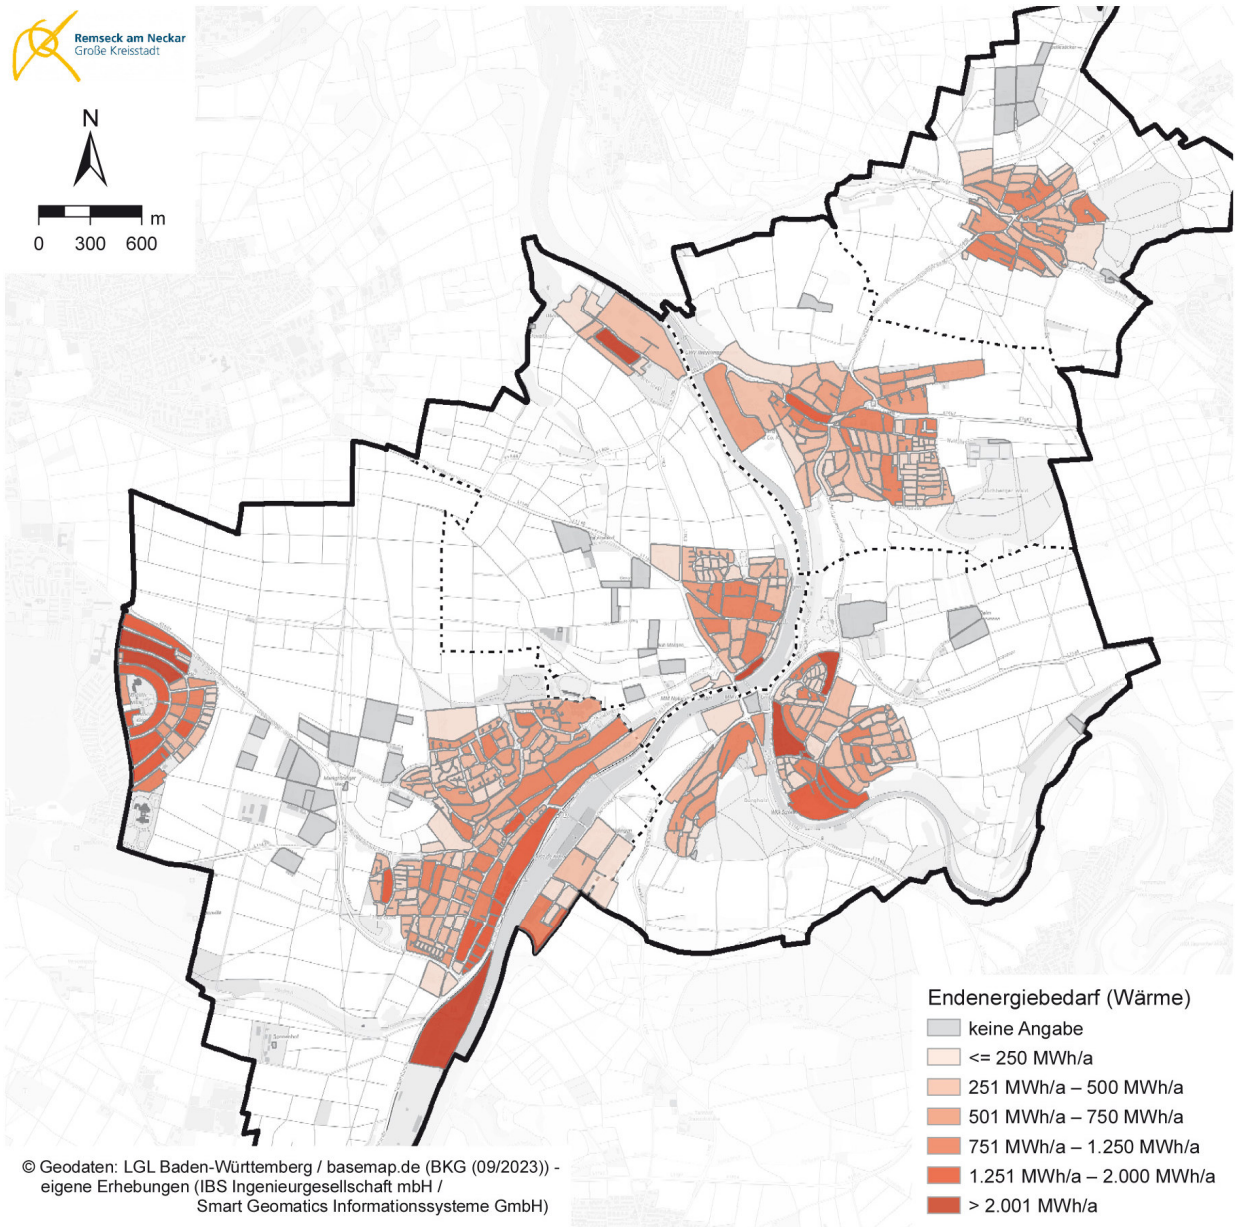 Remseck am Neckar
Große Kreisstadt
N
m
0 300 600
Endenergiebedarf (Wärme)
keine Angabe
<= 250 MWh/a
251 MWh/a – 500 MWh/a
501 MWh/a – 750 MWh/a
751 MWh/a – 1.250 MWh/a
1.251 MWh/a – 2.000 MWh/a
> 2.001 MWh/a
© Geodaten: LGL Baden-Württemberg / basemap.de (BKG (09/2023)) -
eigene Erhebungen (IBS Ingenieurgesellschaft mbH /
Smart Geomatics Informationssysteme GmbH)